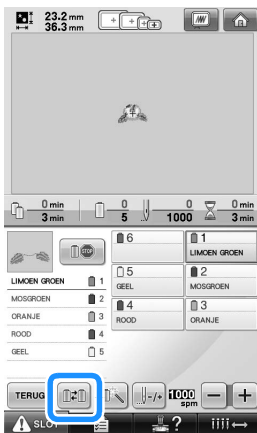 23.2 mm
36.3 mm
0 min
3 min
0
5
0
1000
0 min
3 min
LIMOEN GROEN 1
MOSGROEN 2
ORANJE 3
ROOD 4
GEEL 5
6
1
LIMOEN GROEN
5
GEEL
2
MOSGROEN
4
ROOD
3
ORANJE
TERUG
-/+
1000
spm
SLOT